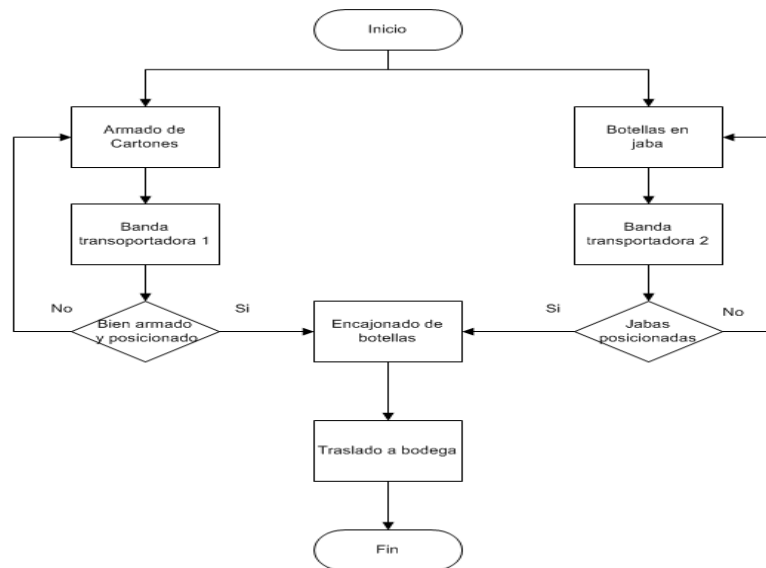 Inicio
Armado de
Cartones
Botellas en
jaba
Banda
transoportadora 1
Banda
transportadora 2
No
Si
Bien armado
y posicionado
Encajonado de
botellas
Si
No
Jabas
posicionadas
Traslado a bodega
Fin